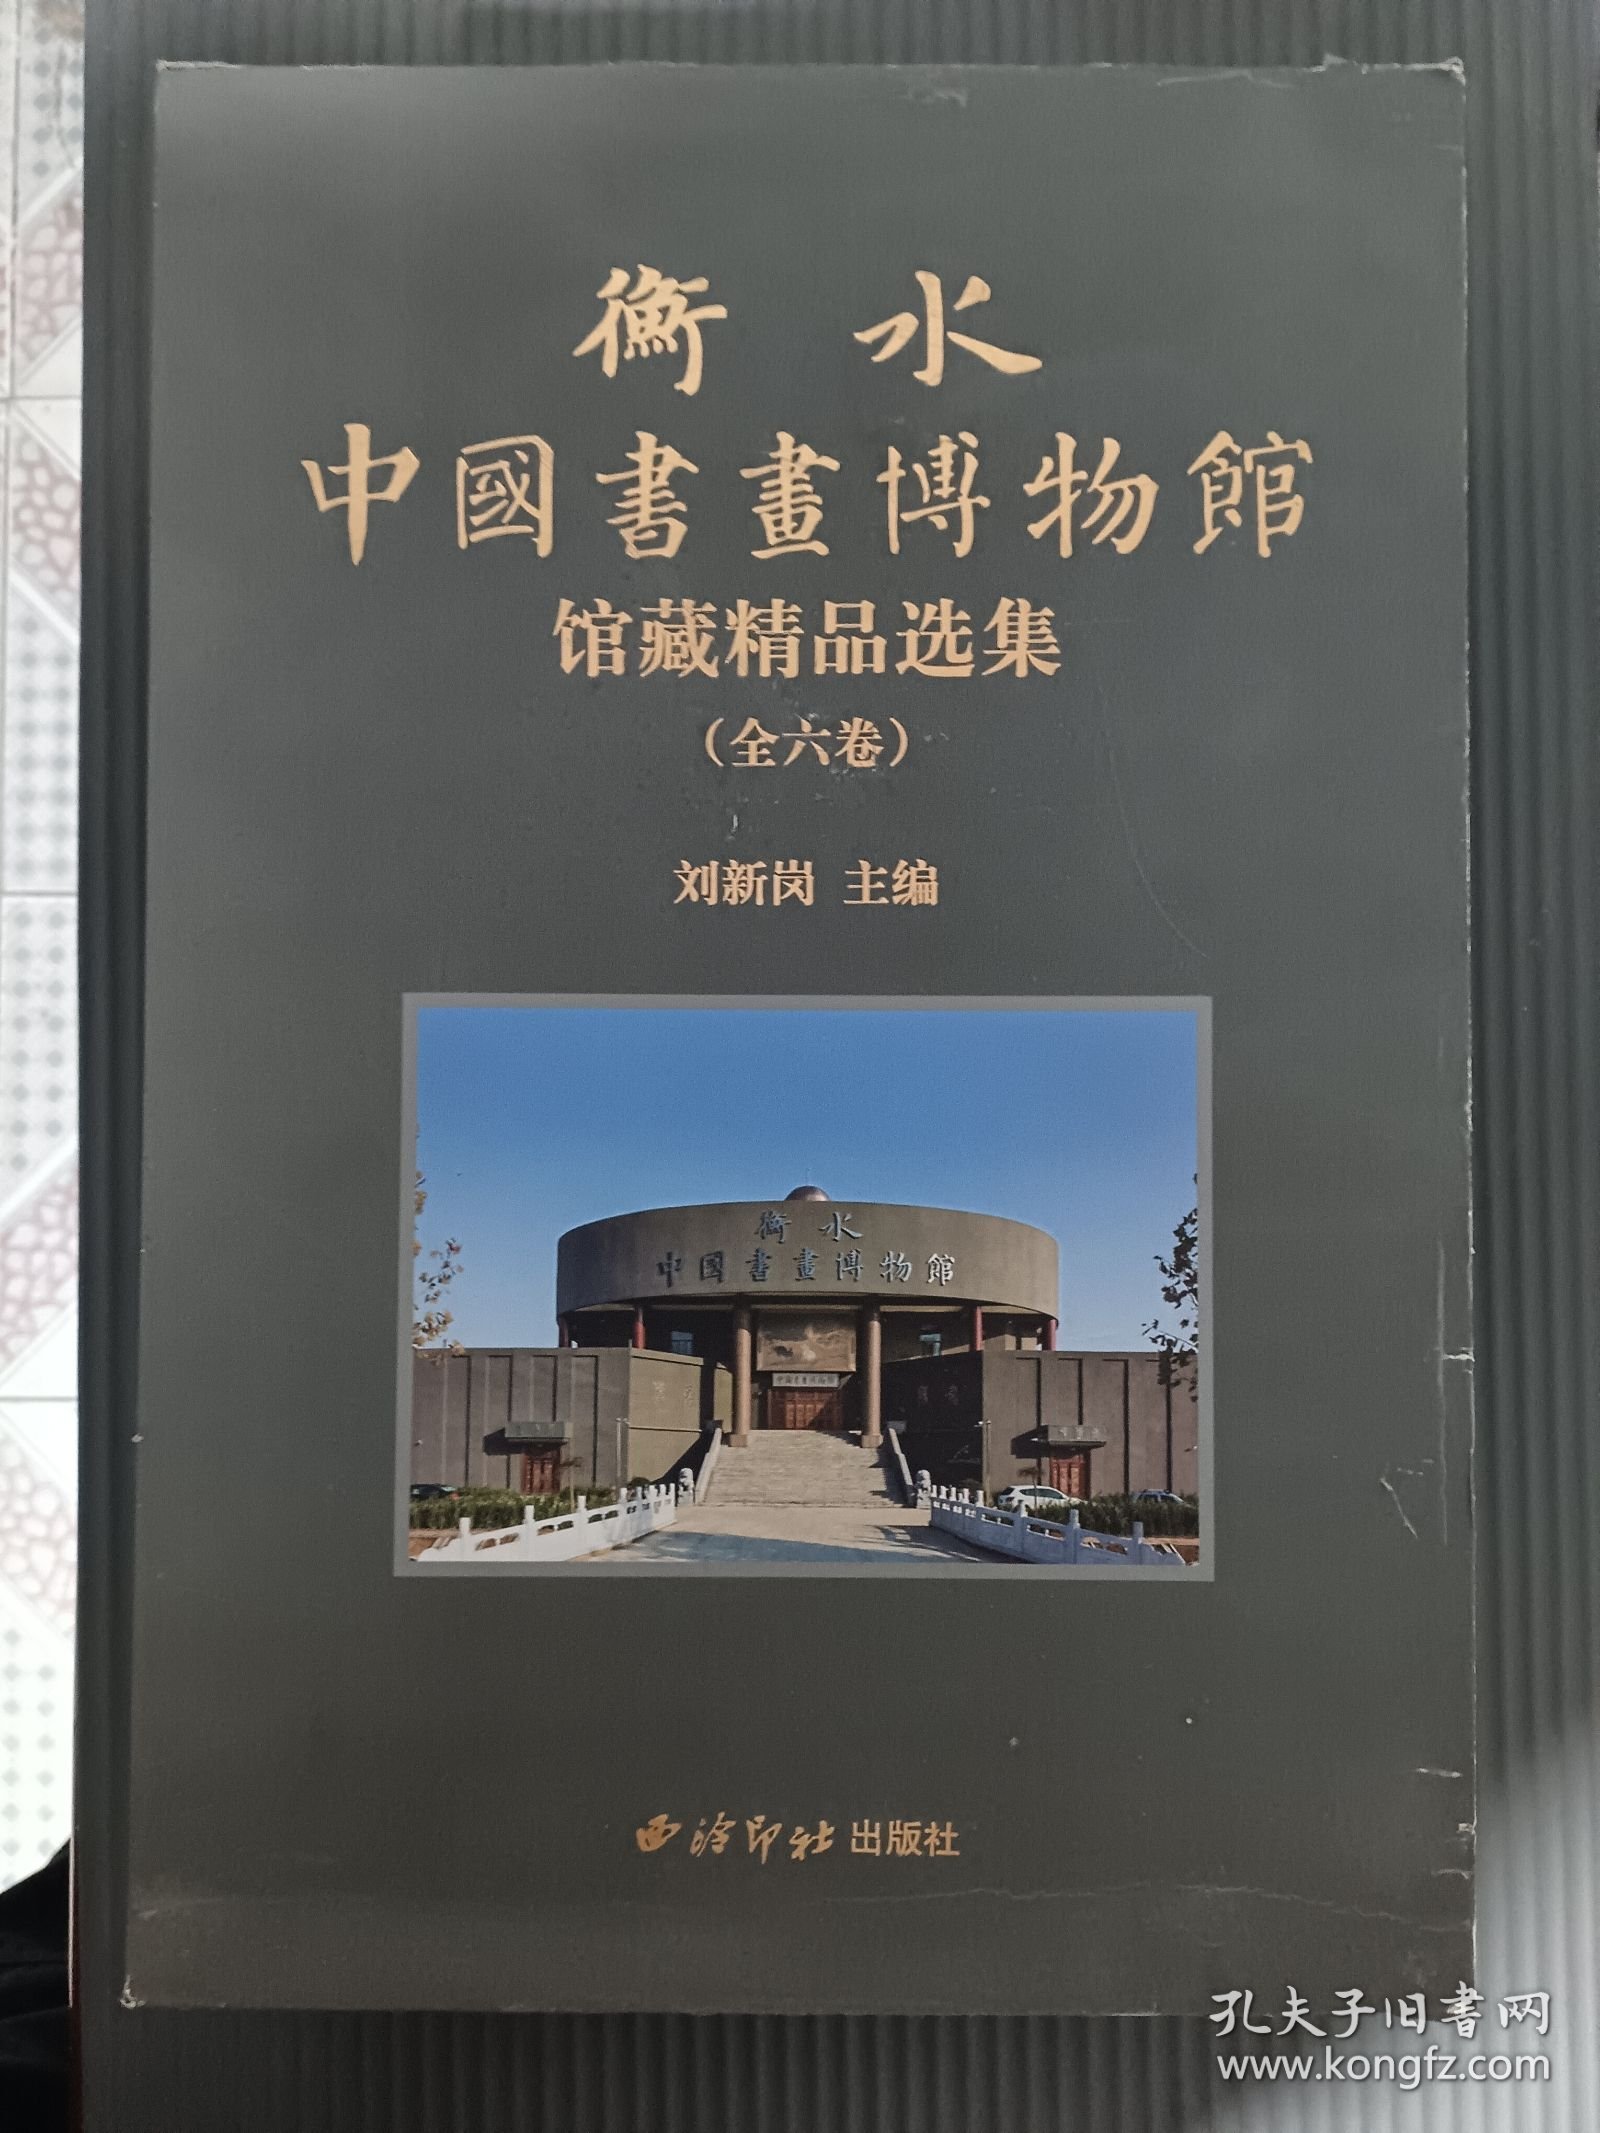 衡水
中國書畫博物館
馆藏精品选集
（全六卷）
刘新岗 主编
衡水
中國書畫博物館
西泠印社出版社
孔夫子旧书网
www.kongfz.com